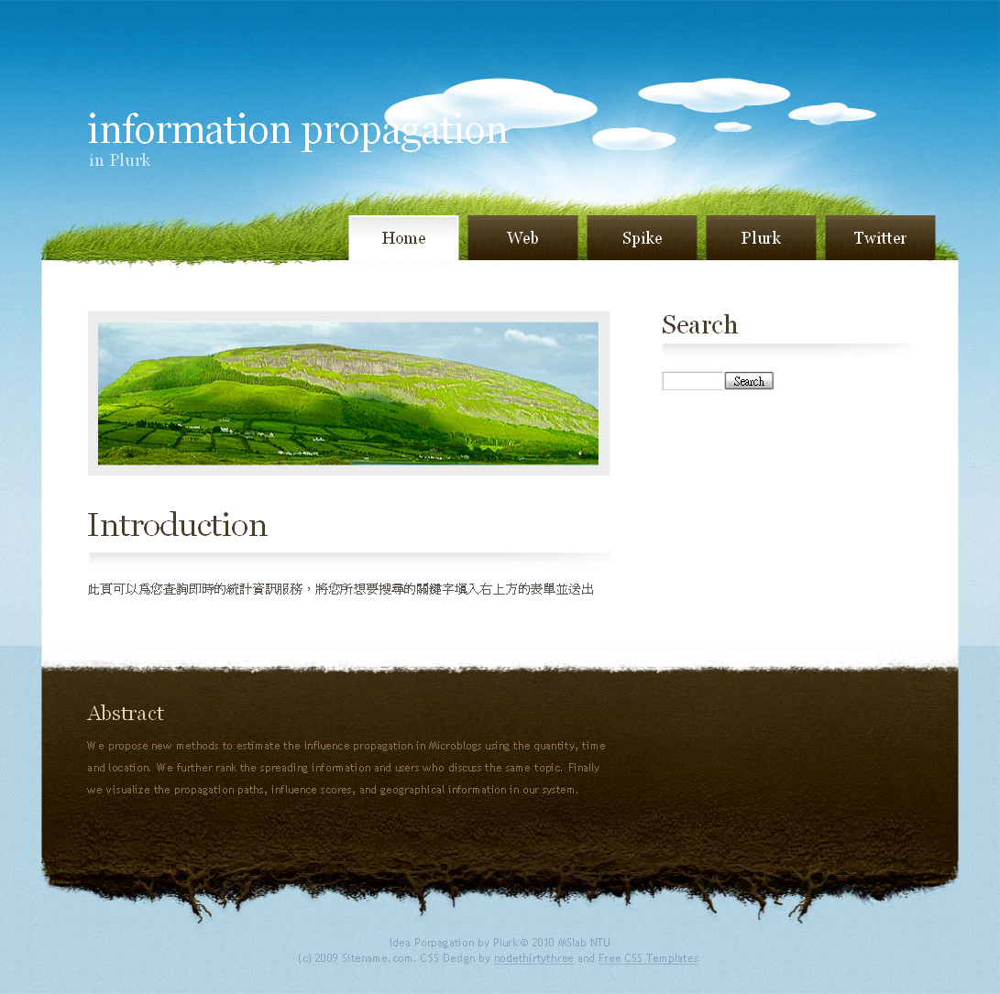 information propagation
in Plurk
Home
Web
Spike
Plurk
Twitter
Search
Search
Introduction
此頁可以為您查詢即時的統計資訊服務，將您所想要搜尋的關鍵字填入右上方的表單並送出
Abstract
We propose new methods to estimate the influence propagation in Microblogs using the quantity, time
and location. We further rank the spreading information and users who discuss the same topic. Finally
we visualize the propagation paths, influence scores, and geographical information in our system.
Idea Porpagation by Plurk © 2010 MSlab NTU
(c) 2009 Sitename.com. CSS Design by nodethirtythree and Free CSS Templates.